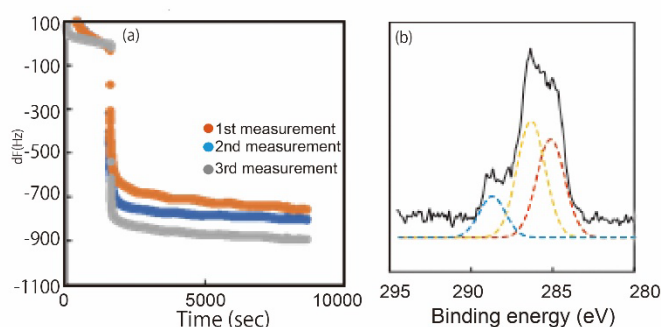 (a)
100
-100
-300
-500
-700
-900
-1100
dF(Hz)
1st measurement
2nd measurement
3rd measurement
0
5000
10000
Time (sec)
(b)
295
290
285
280
Binding energy (eV)